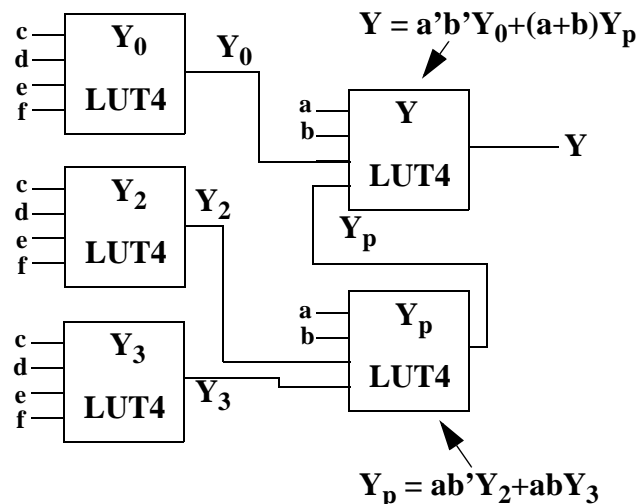 Y = a’b’Y0+(a+b)Yp
c
d
e
f
Y0
LUT4
Y0
a
b
Y
LUT4
Y
c
d
e
f
Y2
LUT4
Y2
Yp
a
b
Yp
LUT4
c
d
e
f
Y3
LUT4
Y3
Yp = ab’Y2+abY3